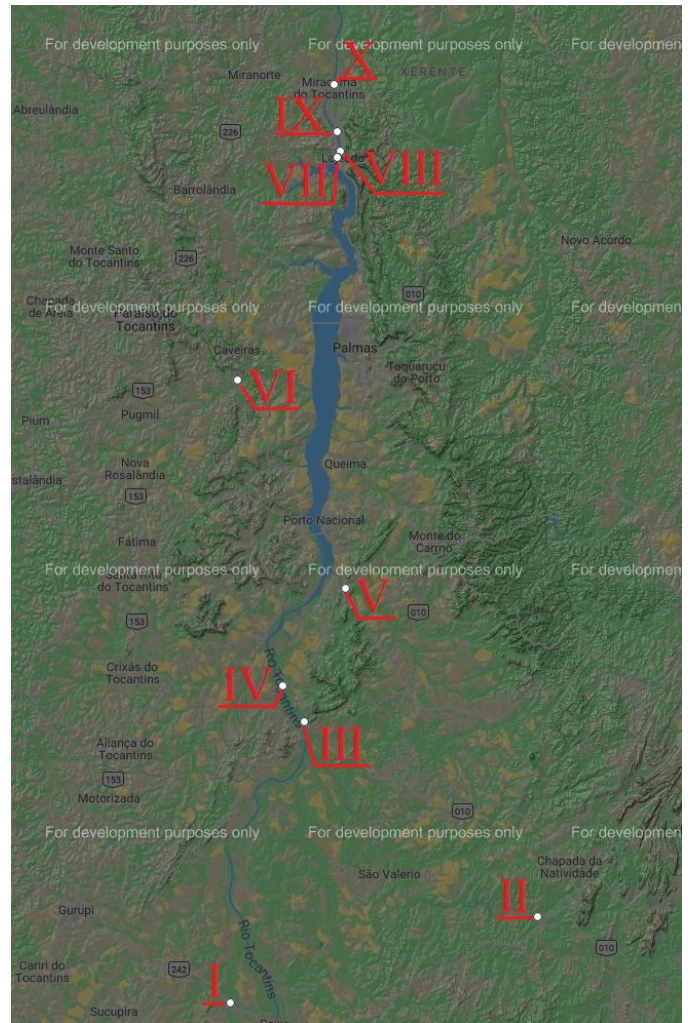 For development purposes only For development purposes only For developmen
X
XERENTE
Miranorte
Miracema
do Tocantins
Abreulândia
IX
226
VII
VIII
Barrolândia
Monte Santo
do Tocantins
226
Novo Acordo
010
Chapada
de Areia
For development purposes only For development purposes only For developmen
Paraíso do
Tocantins
Palmas
Caveiras
Taquaruçu
do Porto
VI
153
Pium
Pugmil
Nova
Rosalândia
Queima
stalândia
153
Porto Nacional
Fátima
Monte do
Carmo
For development purposes only For development purposes only For developmen
Santa Rita
do Tocantins
V
010
153
Crixás do
Tocantins
Rio Tocantins
IV
III
Aliança do
Tocantins
153
Motorizada
010
For development purposes only For development purposes only For developmen
São Valerio
Chapada da
Natividade
Gurupi
II
Rio Tocantins
010
Cariri do
Tocantins
242
I
Sucupira